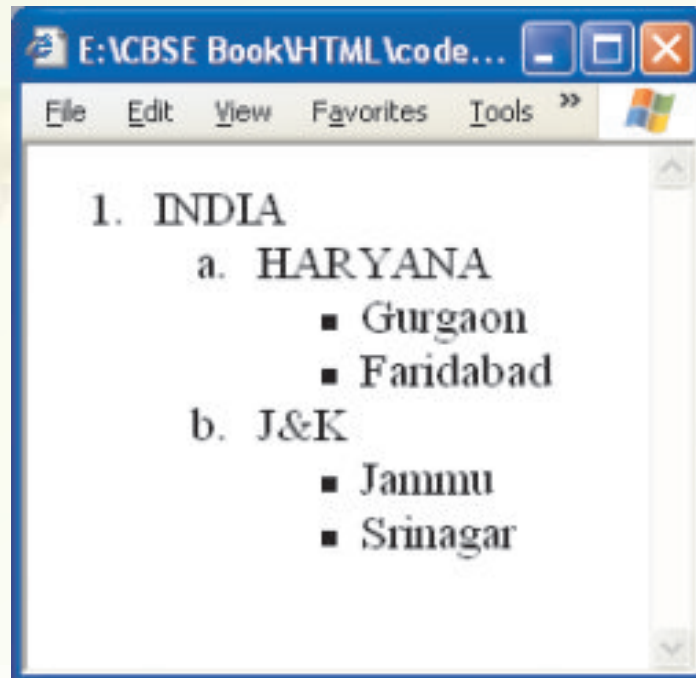 E:\CBSE Book\HTML\code...
File Edit View Favorites Tools »
1. INDIA
a. HARYANA
▪ Gurgaon
▪ Faridabad
b. J&K
▪ Jammu
▪ Srinagar